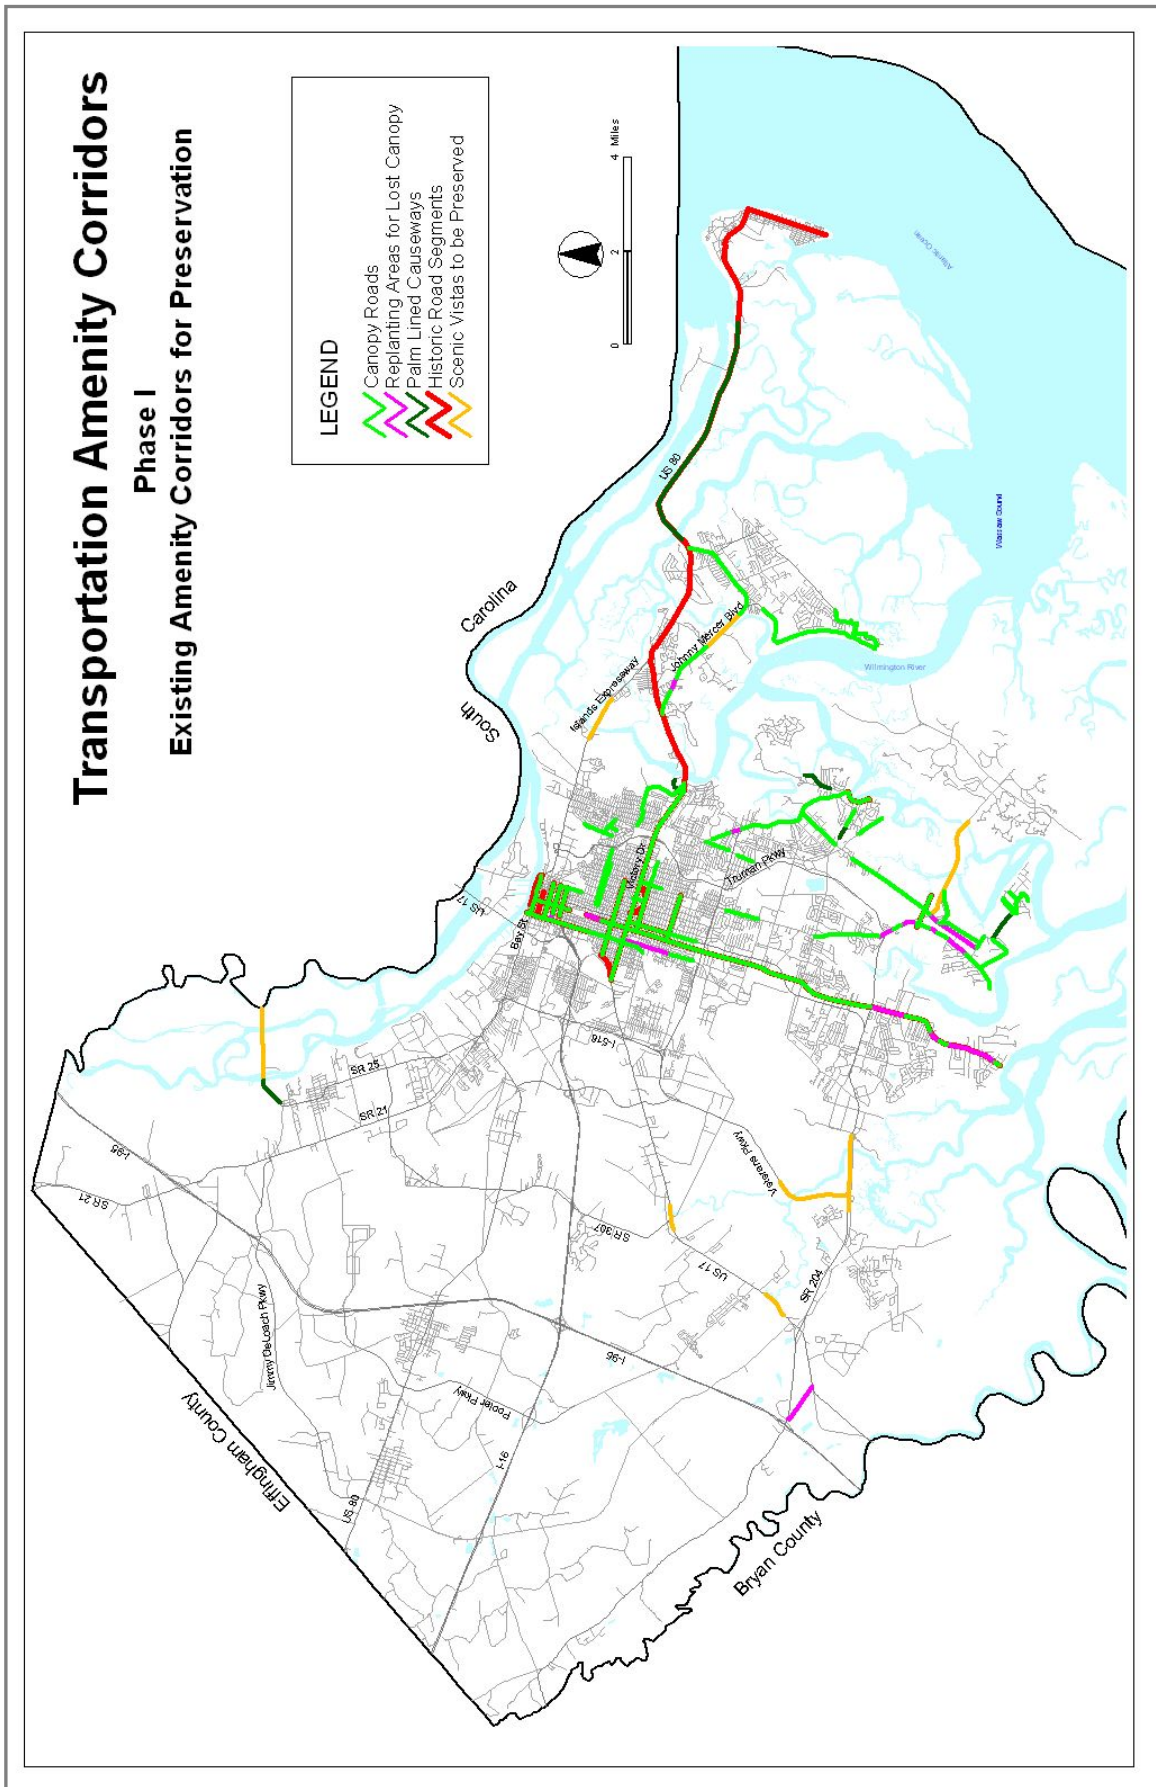 Transportation Amenity Corridors
Phase I
Existing Amenity Corridors for Preservation
LEGEND
Canopy Roads
Replanting Areas for Lost Canopy
Palm Lined Causeways
Historic Road Segments
Scenic Vistas to be Preserved
0 2 4 Miles
South Carolina
Effingham County
Bryan County
Atlantic Ocean
Wassaw Sound
Wilmington River
US 80
Johnny Mercer Blvd
Islands Expressway
Victory Dr
Truman Pkwy
US 17
Bay St
I-516
SR 25
SR 21
I-95
SR 21
Jimmy DeLoach Pkwy
Veterans Pkwy
SR 307
US 17
SR 204
I-95
Pooler Pkwy
I-16
US 80